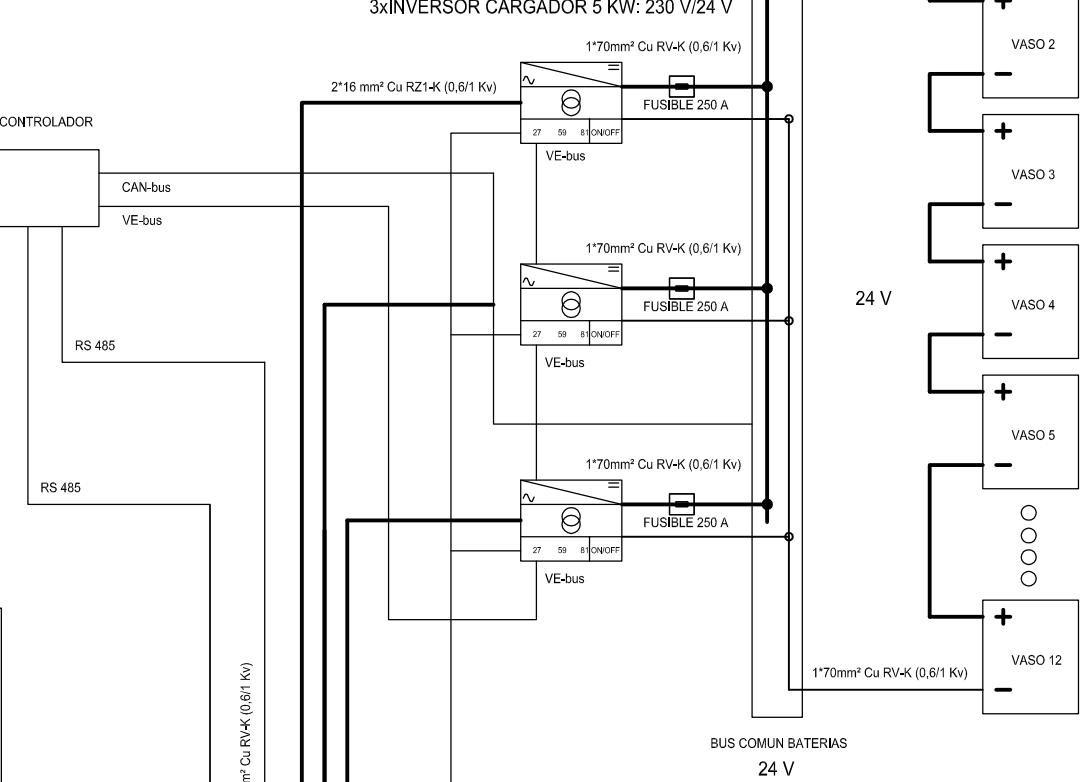 3xINVERSOR CARGADOR 5 KW: 230 V/24 V
1*70mm² Cu RV-K (0,6/1 Kv)
2*16 mm² Cu RZ1-K (0,6/1 Kv)
FUSIBLE 250 A
27 59 81 ON/OFF
VE-bus
CONTROLADOR
CAN-bus
VE-bus
1*70mm² Cu RV-K (0,6/1 Kv)
FUSIBLE 250 A
27 59 81 ON/OFF
VE-bus
RS 485
1*70mm² Cu RV-K (0,6/1 Kv)
FUSIBLE 250 A
27 59 81 ON/OFF
VE-bus
RS 485
m² Cu RV-K (0,6/1 Kv)
24 V
+
VASO 2
−
+
VASO 3
−
+
VASO 4
−
+
VASO 5
−
+
VASO 12
−
1*70mm² Cu RV-K (0,6/1 Kv)
BUS COMUN BATERIAS
24 V